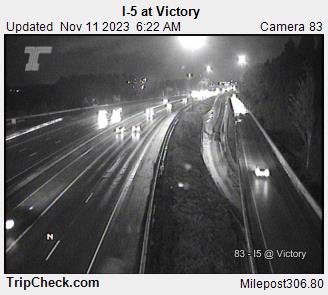 I-5 at Victory
Updated Nov 11 2023 6:22 AM Camera 83
T
N
83 - I5 @ Victory
TripCheck.com Milepost306.80